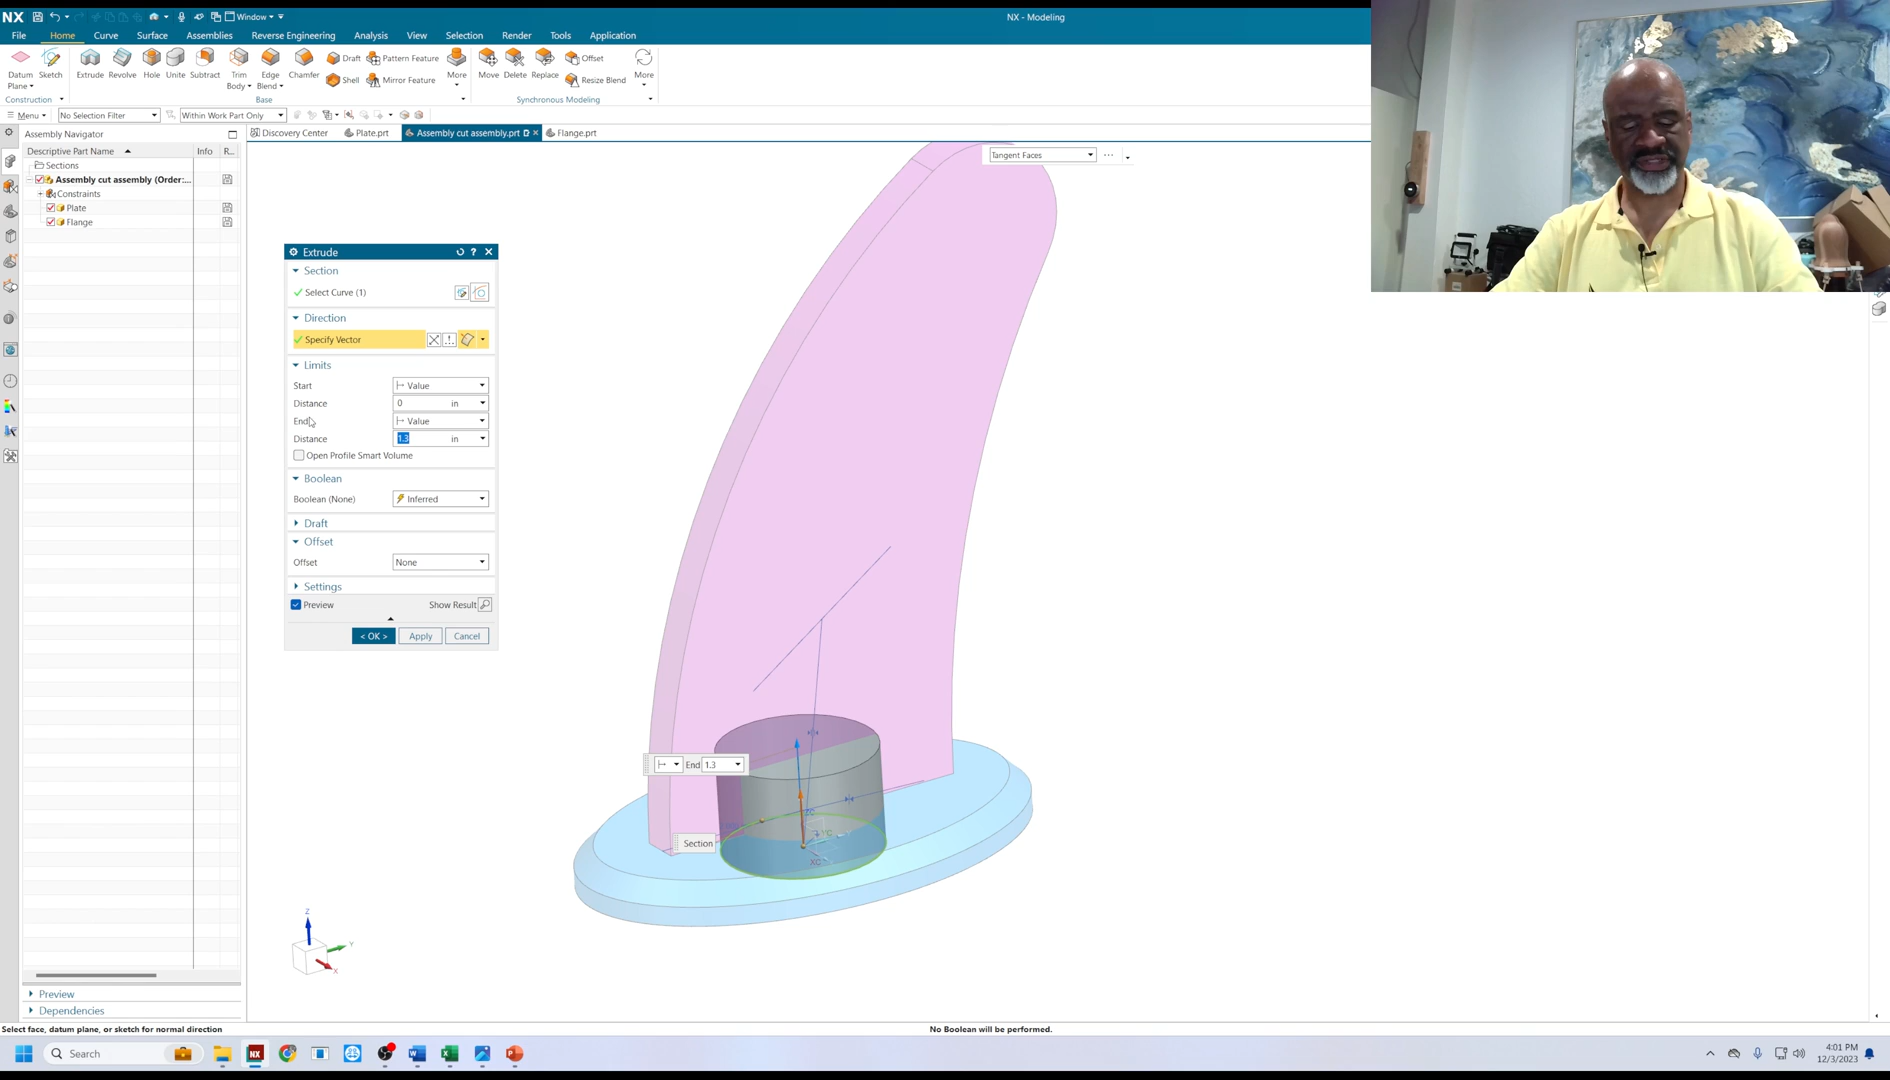 NX
Window
NX - Modeling
File Home Curve Surface Assemblies Reverse Engineering Analysis View Selection Render Tools Application
Datum Plane Sketch Extrude Revolve Hole Unite Subtract Trim Body Edge Blend Chamfer Draft Shell Pattern Feature Mirror Feature More Move Delete Replace Offset Resize Blend More
Construction Base Synchronous Modeling
Menu No Selection Filter Within Work Part Only
Assembly Navigator
Discovery Center Plate.prt Assembly cut assembly.prt Flange.prt
Descriptive Part Name Info R...
Tangent Faces
Sections
Assembly cut assembly (Order:...
Constraints
Plate
Flange
Extrude
Section
Select Curve (1)
Direction
Specify Vector
Limits
Start Value
Distance 0 in
End Value
Distance 1.3 in
Open Profile Smart Volume
Boolean
Boolean (None) Inferred
Draft
Offset
Offset None
Settings
Preview Show Result
< OK > Apply Cancel
End 1.3
Section
XC
Z
Y
X
Preview
Dependencies
Select face, datum plane, or sketch for normal direction
No Boolean will be performed.
Search
4:01 PM
12/3/2023